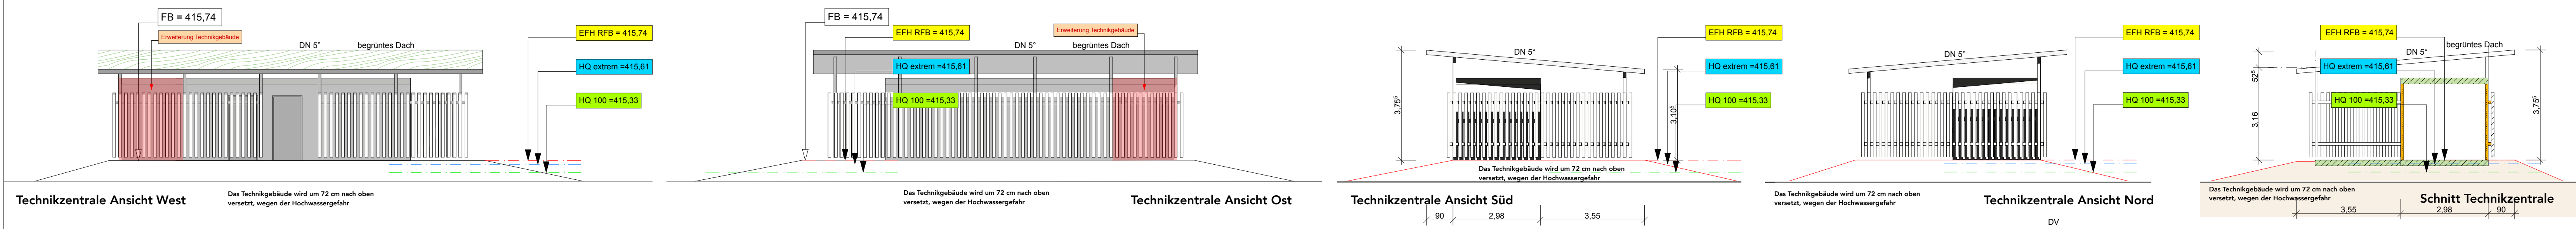 FB = 415,74
Erweiterung Technikgebäude
DN 5°
begrüntes Dach
EFH RFB = 415,74
HQ extrem =415,61
HQ 100 =415,33
Technikzentrale Ansicht West
Das Technikgebäude wird um 72 cm nach oben
versetzt, wegen der Hochwassergefahr
FB = 415,74
EFH RFB = 415,74
Erweiterung Technikgebäude
DN 5°
begrüntes Dach
HQ extrem =415,61
HQ 100 =415,33
Das Technikgebäude wird um 72 cm nach oben
versetzt, wegen der Hochwassergefahr
Technikzentrale Ansicht Ost
DN 5°
EFH RFB = 415,74
HQ extrem =415,61
HQ 100 =415,33
3,75⁵
3,10⁵
Das Technikgebäude wird um 72 cm nach oben
versetzt, wegen der Hochwassergefahr
Technikzentrale Ansicht Süd
90
2,98
3,55
DN 5°
EFH RFB = 415,74
HQ extrem =415,61
HQ 100 =415,33
Das Technikgebäude wird um 72 cm nach oben
versetzt, wegen der Hochwassergefahr
Technikzentrale Ansicht Nord
DV
EFH RFB = 415,74
begrüntes Dach
DN 5°
HQ extrem =415,61
HQ 100 =415,33
52⁵
3,16
3,75⁵
Das Technikgebäude wird um 72 cm nach oben
versetzt, wegen der Hochwassergefahr
Schnitt Technikzentrale
3,55
2,98
90